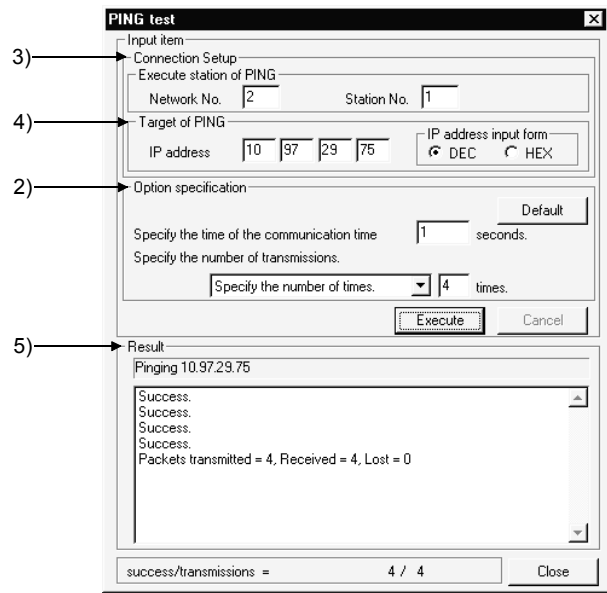 PING test
Input item
3)
Connection Setup
Execute station of PING
Network No. 2 Station No. 1
4)
Target of PING
IP address 10 97 29 75
IP address input form
DEC HEX
2)
Option specification
Default
Specify the time of the communication time 1 seconds.
Specify the number of transmissions.
Specify the number of times. 4 times.
Execute Cancel
5)
Result
Pinging 10.97.29.75
Success.
Success.
Success.
Success.
Packets transmitted = 4, Received = 4, Lost = 0
success/transmissions = 4 / 4 Close